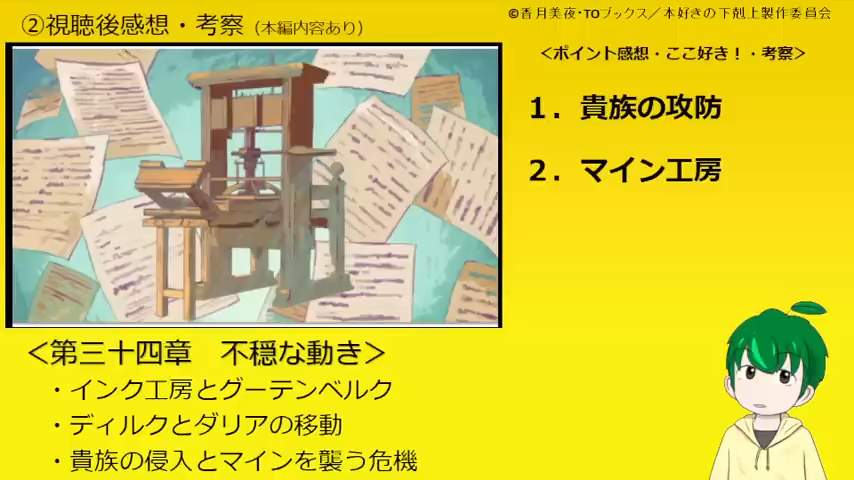 ②視聴後感想・考察 (本編内容あり)
©香月美夜・TOブックス／本好きの下剋上製作委員会
＜ポイント感想・ここ好き！・考察＞
１．貴族の攻防
２．マイン工房
＜第三十四章　不穏な動き＞
・インク工房とグーテンベルク
・ディルクとダリアの移動
・貴族の侵入とマインを襲う危機